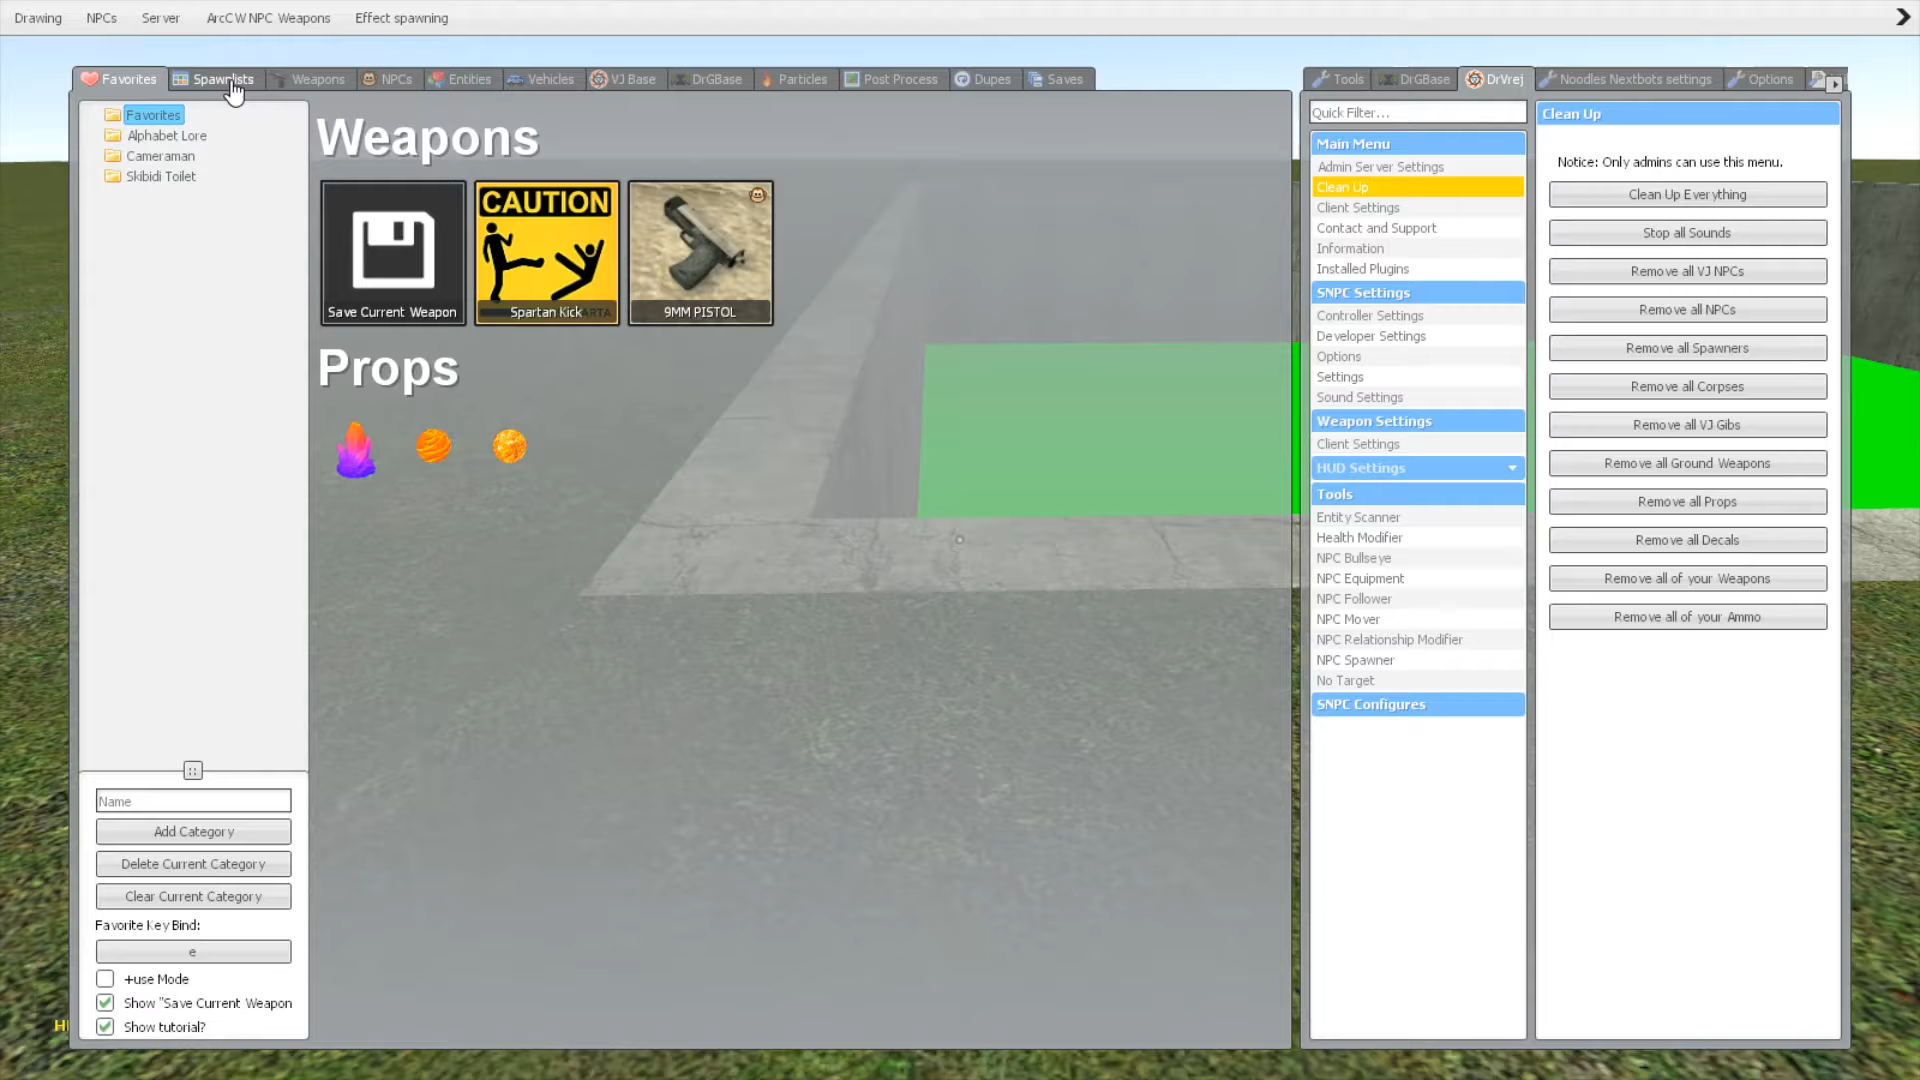 Drawing NPCs Server ArcCW NPC Weapons Effect spawning
Favorites Spawnlists Weapons NPCs Entities Vehicles VJ Base DrGBase Particles Post Process Dupes Saves
Tools DrGBase DrVrej Noodles Nextbots settings Options
Favorites
Alphabet Lore
Cameraman
Skibidi Toilet
Weapons
CAUTION
Save Current Weapon
Spartan Kick
9MM PISTOL
Props
Name
Add Category
Delete Current Category
Clear Current Category
Favorite Key Bind:
e
+use Mode
Show "Save Current Weapon
Show tutorial?
Quick Filter...
Main Menu
Admin Server Settings
Clean Up
Client Settings
Contact and Support
Information
Installed Plugins
SNPC Settings
Controller Settings
Developer Settings
Options
Settings
Sound Settings
Weapon Settings
Client Settings
HUD Settings
Tools
Entity Scanner
Health Modifier
NPC Bullseye
NPC Equipment
NPC Follower
NPC Mover
NPC Relationship Modifier
NPC Spawner
No Target
SNPC Configures
Clean Up
Notice: Only admins can use this menu.
Clean Up Everything
Stop all Sounds
Remove all VJ NPCs
Remove all NPCs
Remove all Spawners
Remove all Corpses
Remove all VJ Gibs
Remove all Ground Weapons
Remove all Props
Remove all Decals
Remove all of your Weapons
Remove all of your Ammo